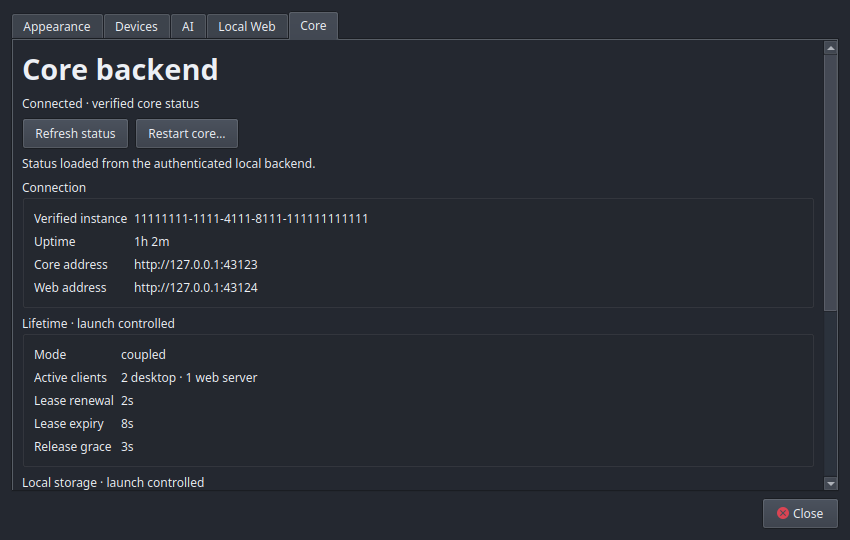 Appearance Devices AI Local Web Core
Core backend
Connected · verified core status
Refresh status Restart core...
Status loaded from the authenticated local backend.
Connection
Verified instance 11111111-1111-4111-8111-111111111111
Uptime 1h 2m
Core address http://127.0.0.1:43123
Web address http://127.0.0.1:43124
Lifetime · launch controlled
Mode coupled
Active clients 2 desktop · 1 web server
Lease renewal 2s
Lease expiry 8s
Release grace 3s
Local storage · launch controlled
Close